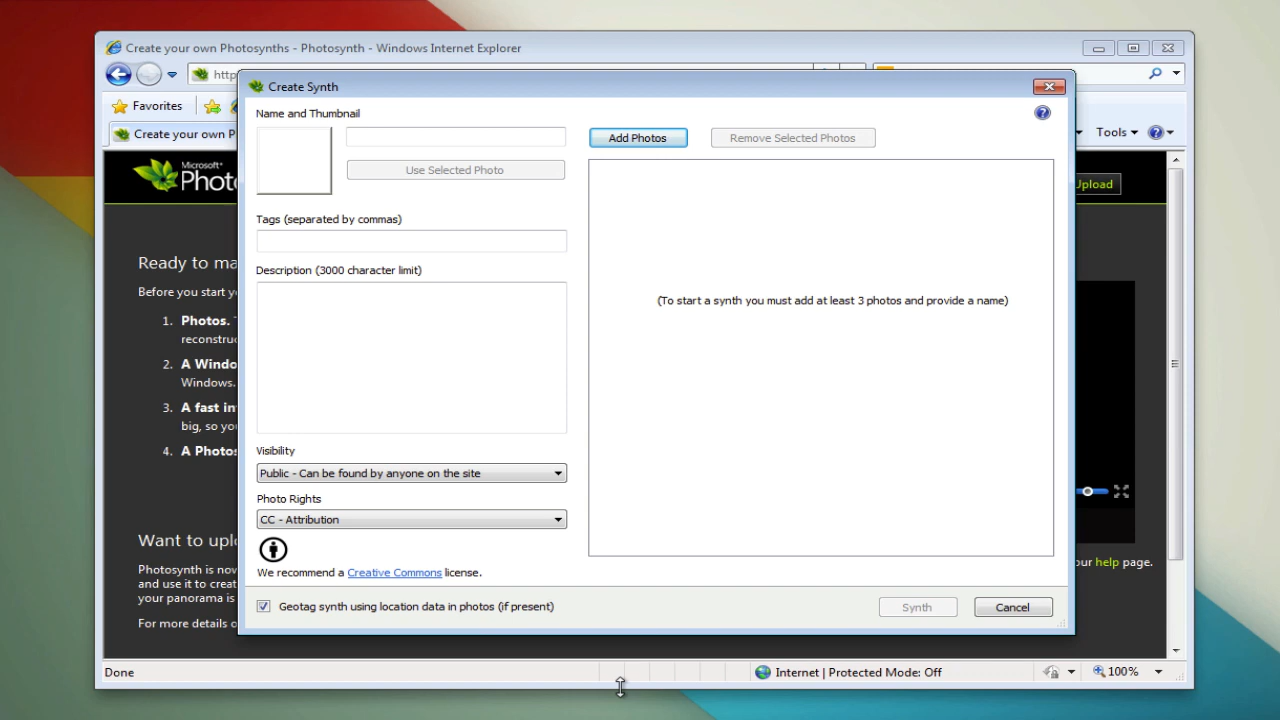 Create your own Photosynths - Photosynth - Windows Internet Explorer
http
Favorites
Create your own P
Tools
Microsoft
Photo
Upload
Ready to ma
Before you start y
1. Photos.
reconstru
2. A Windo
Windows.
3. A fast in
big, so you
4. A Photos
Want to uplo
Photosynth is now
and use it to creat
your panorama is
For more details o
our help page.
Create Synth
Name and Thumbnail
Use Selected Photo
Tags (separated by commas)
Description (3000 character limit)
Visibility
Public - Can be found by anyone on the site
Photo Rights
CC - Attribution
We recommend a Creative Commons license.
Geotag synth using location data in photos (if present)
Add Photos
Remove Selected Photos
(To start a synth you must add at least 3 photos and provide a name)
Synth
Cancel
Done
Internet | Protected Mode: Off
100%